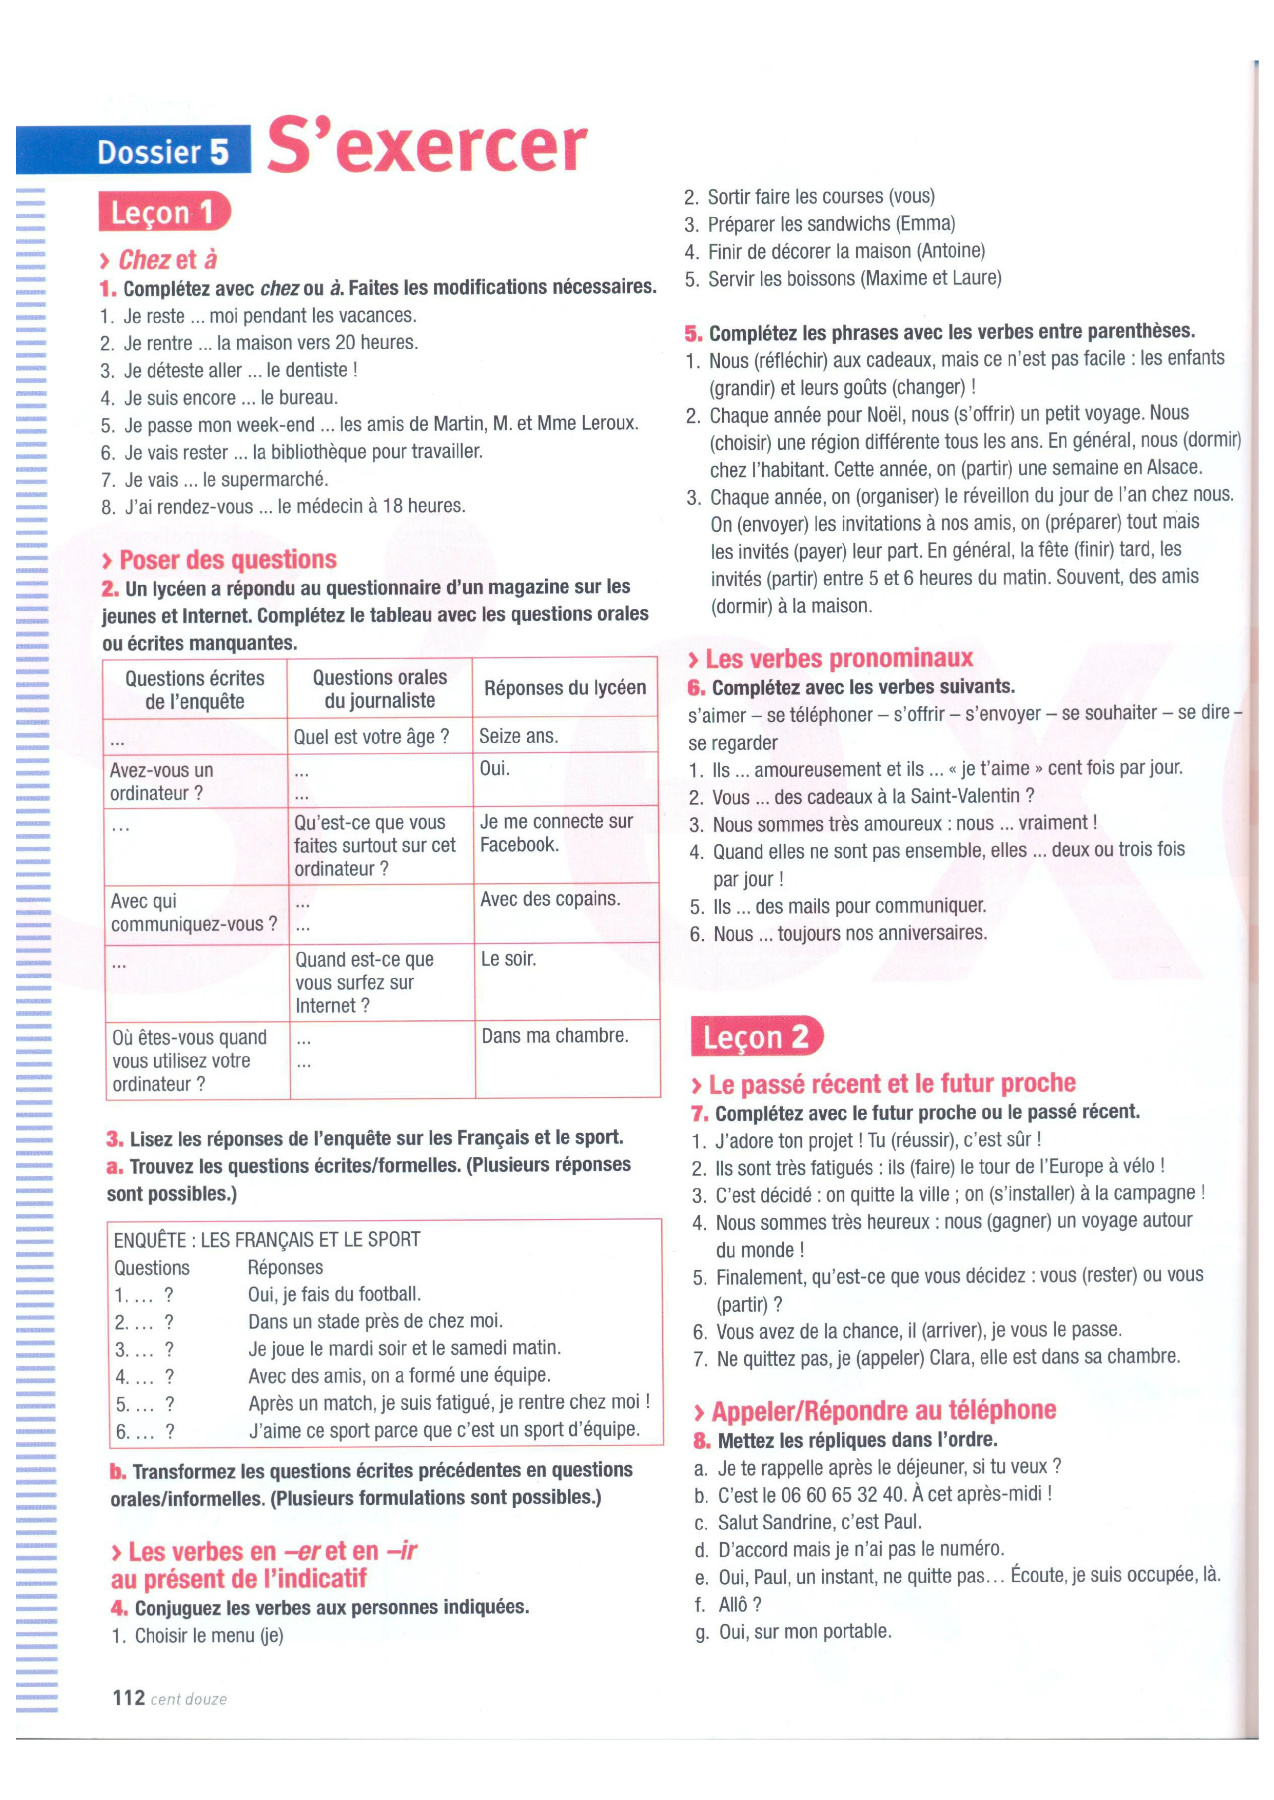 Dossier 5 S'exercer
Leçon 1
› Chez et à
1. Complétez avec chez ou à. Faites les modifications nécessaires.
1. Je reste ... moi pendant les vacances.
2. Je rentre ... la maison vers 20 heures.
3. Je déteste aller ... le dentiste !
4. Je suis encore ... le bureau.
5. Je passe mon week-end ... les amis de Martin, M. et Mme Leroux.
6. Je vais rester ... la bibliothèque pour travailler.
7. Je vais ... le supermarché.
8. J'ai rendez-vous ... le médecin à 18 heures.
› Poser des questions
2. Un lycéen a répondu au questionnaire d'un magazine sur les
jeunes et Internet. Complétez le tableau avec les questions orales
ou écrites manquantes.
Questions écrites
de l'enquête
Questions orales
du journaliste
Réponses du lycéen
...
Quel est votre âge ?
Seize ans.
Avez-vous un
ordinateur ?
...
...
Oui.
...
Qu'est-ce que vous
faites surtout sur cet
ordinateur ?
Je me connecte sur
Facebook.
Avec qui
communiquez-vous ?
...
...
Avec des copains.
...
Quand est-ce que
vous surfez sur
Internet ?
Le soir.
Où êtes-vous quand
vous utilisez votre
ordinateur ?
...
...
Dans ma chambre.
3. Lisez les réponses de l'enquête sur les Français et le sport.
a. Trouvez les questions écrites/formelles. (Plusieurs réponses
sont possibles.)
ENQUÊTE : LES FRANÇAIS ET LE SPORT
Questions Réponses
1. ... ? Oui, je fais du football.
2. ... ? Dans un stade près de chez moi.
3. ... ? Je joue le mardi soir et le samedi matin.
4. ... ? Avec des amis, on a formé une équipe.
5. ... ? Après un match, je suis fatigué, je rentre chez moi !
6. ... ? J'aime ce sport parce que c'est un sport d'équipe.
b. Transformez les questions écrites précédentes en questions
orales/informelles. (Plusieurs formulations sont possibles.)
› Les verbes en –er et en –ir
au présent de l'indicatif
4. Conjuguez les verbes aux personnes indiquées.
1. Choisir le menu (je)
112 cent douze
2. Sortir faire les courses (vous)
3. Préparer les sandwichs (Emma)
4. Finir de décorer la maison (Antoine)
5. Servir les boissons (Maxime et Laure)
5. Complétez les phrases avec les verbes entre parenthèses.
1. Nous (réfléchir) aux cadeaux, mais ce n'est pas facile : les enfants
(grandir) et leurs goûts (changer) !
2. Chaque année pour Noël, nous (s'offrir) un petit voyage. Nous
(choisir) une région différente tous les ans. En général, nous (dormir)
chez l'habitant. Cette année, on (partir) une semaine en Alsace.
3. Chaque année, on (organiser) le réveillon du jour de l'an chez nous.
On (envoyer) les invitations à nos amis, on (préparer) tout mais
les invités (payer) leur part. En général, la fête (finir) tard, les
invités (partir) entre 5 et 6 heures du matin. Souvent, des amis
(dormir) à la maison.
› Les verbes pronominaux
6. Complétez avec les verbes suivants.
s'aimer – se téléphoner – s'offrir – s'envoyer – se souhaiter – se dire –
se regarder
1. Ils ... amoureusement et ils ... « je t'aime » cent fois par jour.
2. Vous ... des cadeaux à la Saint-Valentin ?
3. Nous sommes très amoureux : nous ... vraiment !
4. Quand elles ne sont pas ensemble, elles ... deux ou trois fois
par jour !
5. Ils ... des mails pour communiquer.
6. Nous ... toujours nos anniversaires.
Leçon 2
› Le passé récent et le futur proche
7. Complétez avec le futur proche ou le passé récent.
1. J'adore ton projet ! Tu (réussir), c'est sûr !
2. Ils sont très fatigués : ils (faire) le tour de l'Europe à vélo !
3. C'est décidé : on quitte la ville ; on (s'installer) à la campagne !
4. Nous sommes très heureux : nous (gagner) un voyage autour
du monde !
5. Finalement, qu'est-ce que vous décidez : vous (rester) ou vous
(partir) ?
6. Vous avez de la chance, il (arriver), je vous le passe.
7. Ne quittez pas, je (appeler) Clara, elle est dans sa chambre.
› Appeler/Répondre au téléphone
8. Mettez les répliques dans l'ordre.
a. Je te rappelle après le déjeuner, si tu veux ?
b. C'est le 06 60 65 32 40. À cet après-midi !
c. Salut Sandrine, c'est Paul.
d. D'accord mais je n'ai pas le numéro.
e. Oui, Paul, un instant, ne quitte pas... Écoute, je suis occupée, là.
f. Allô ?
g. Oui, sur mon portable.